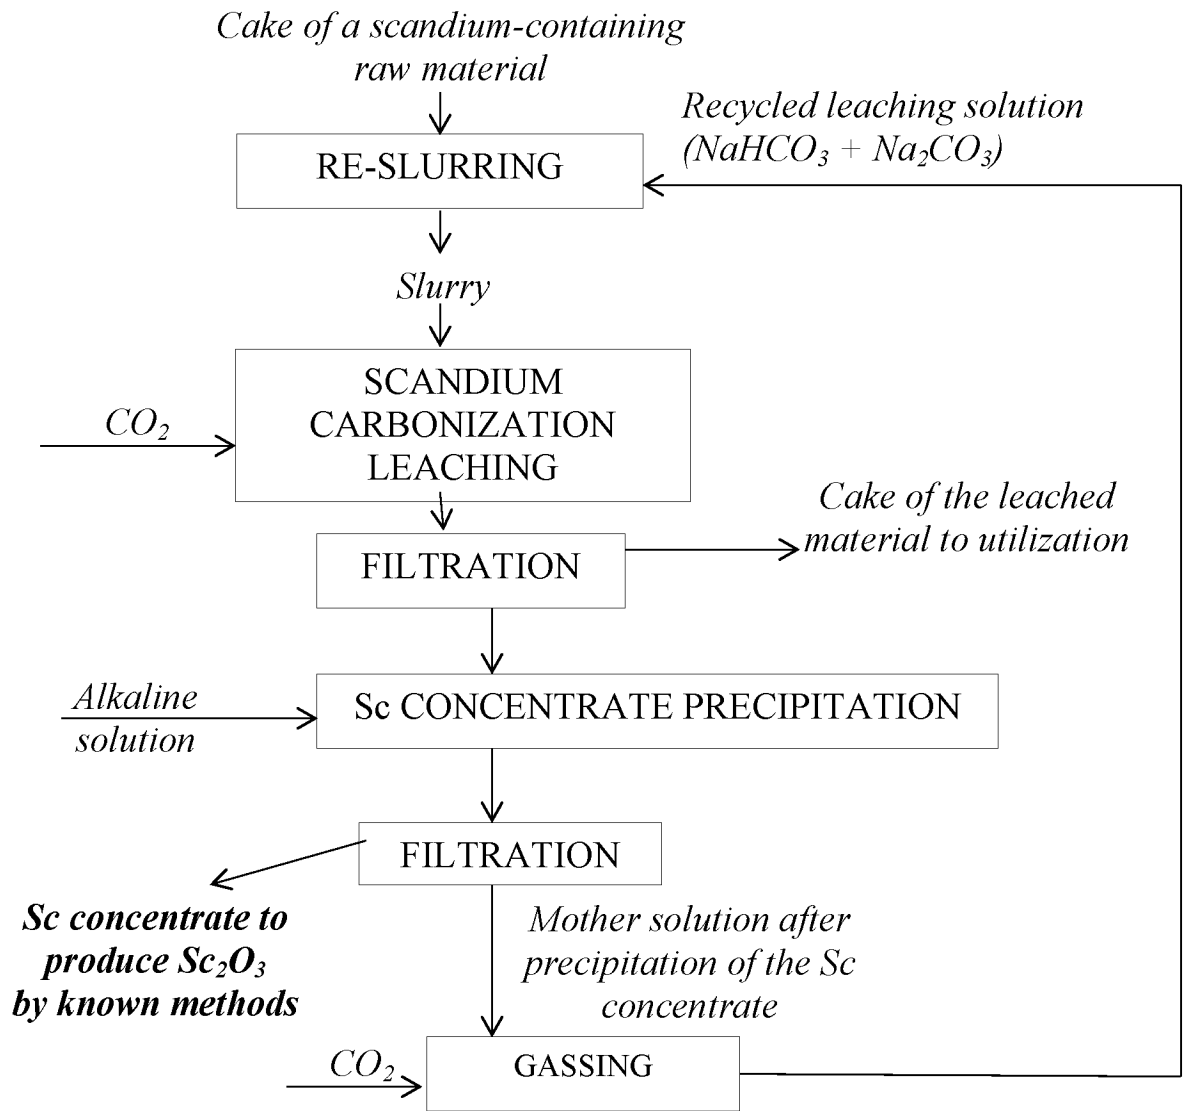 Cake of a scandium-containing
raw material
Recycled leaching solution
(NaHCO₃ + Na₂CO₃)
RE-SLURRING
Slurry
SCANDIUM
CARBONIZATION
LEACHING
CO₂
Cake of the leached
material to utilization
FILTRATION
Alkaline
solution
Sc CONCENTRATE PRECIPITATION
FILTRATION
Sc concentrate to
produce Sc₂O₃
by known methods
Mother solution after
precipitation of the Sc
concentrate
CO₂
GASSING